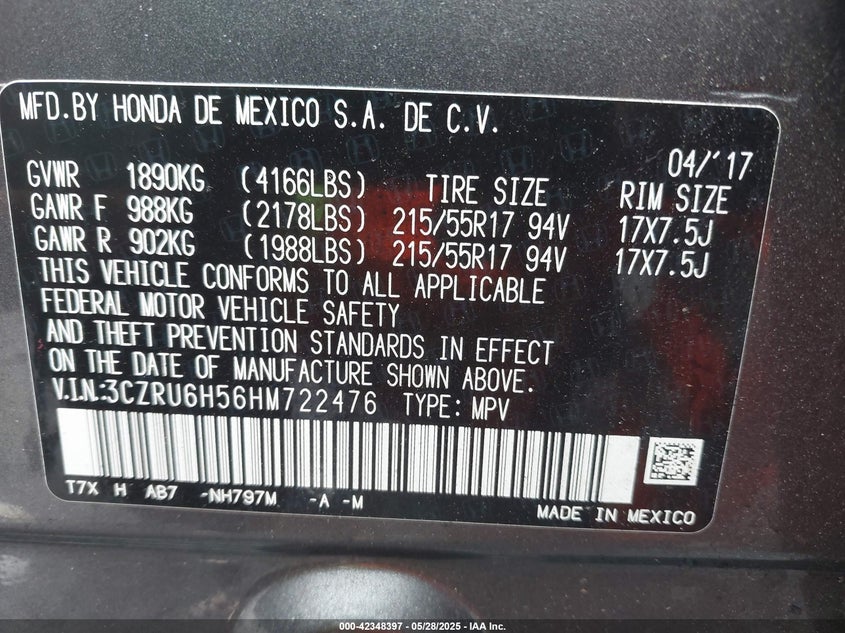 MFD.BY HONDA DE MEXICO S.A. DE C.V.
04/'17
GVWR 1890KG (4166LBS) TIRE SIZE RIM SIZE
GAWR F 988KG (2178LBS) 215/55R17 94V 17X7.5J
GAWR R 902KG (1988LBS) 215/55R17 94V 17X7.5J
THIS VEHICLE CONFORMS TO ALL APPLICABLE
FEDERAL MOTOR VEHICLE SAFETY
AND THEFT PREVENTION STANDARDS IN EFFECT
ON THE DATE OF MANUFACTURE SHOWN ABOVE.
V.I.N.:3CZRU6H56HM722476 TYPE: MPV
T7X H AB7 -NH797M -A -M
MADE IN MEXICO
000-42348397 - 05/28/2025 - IAA Inc.